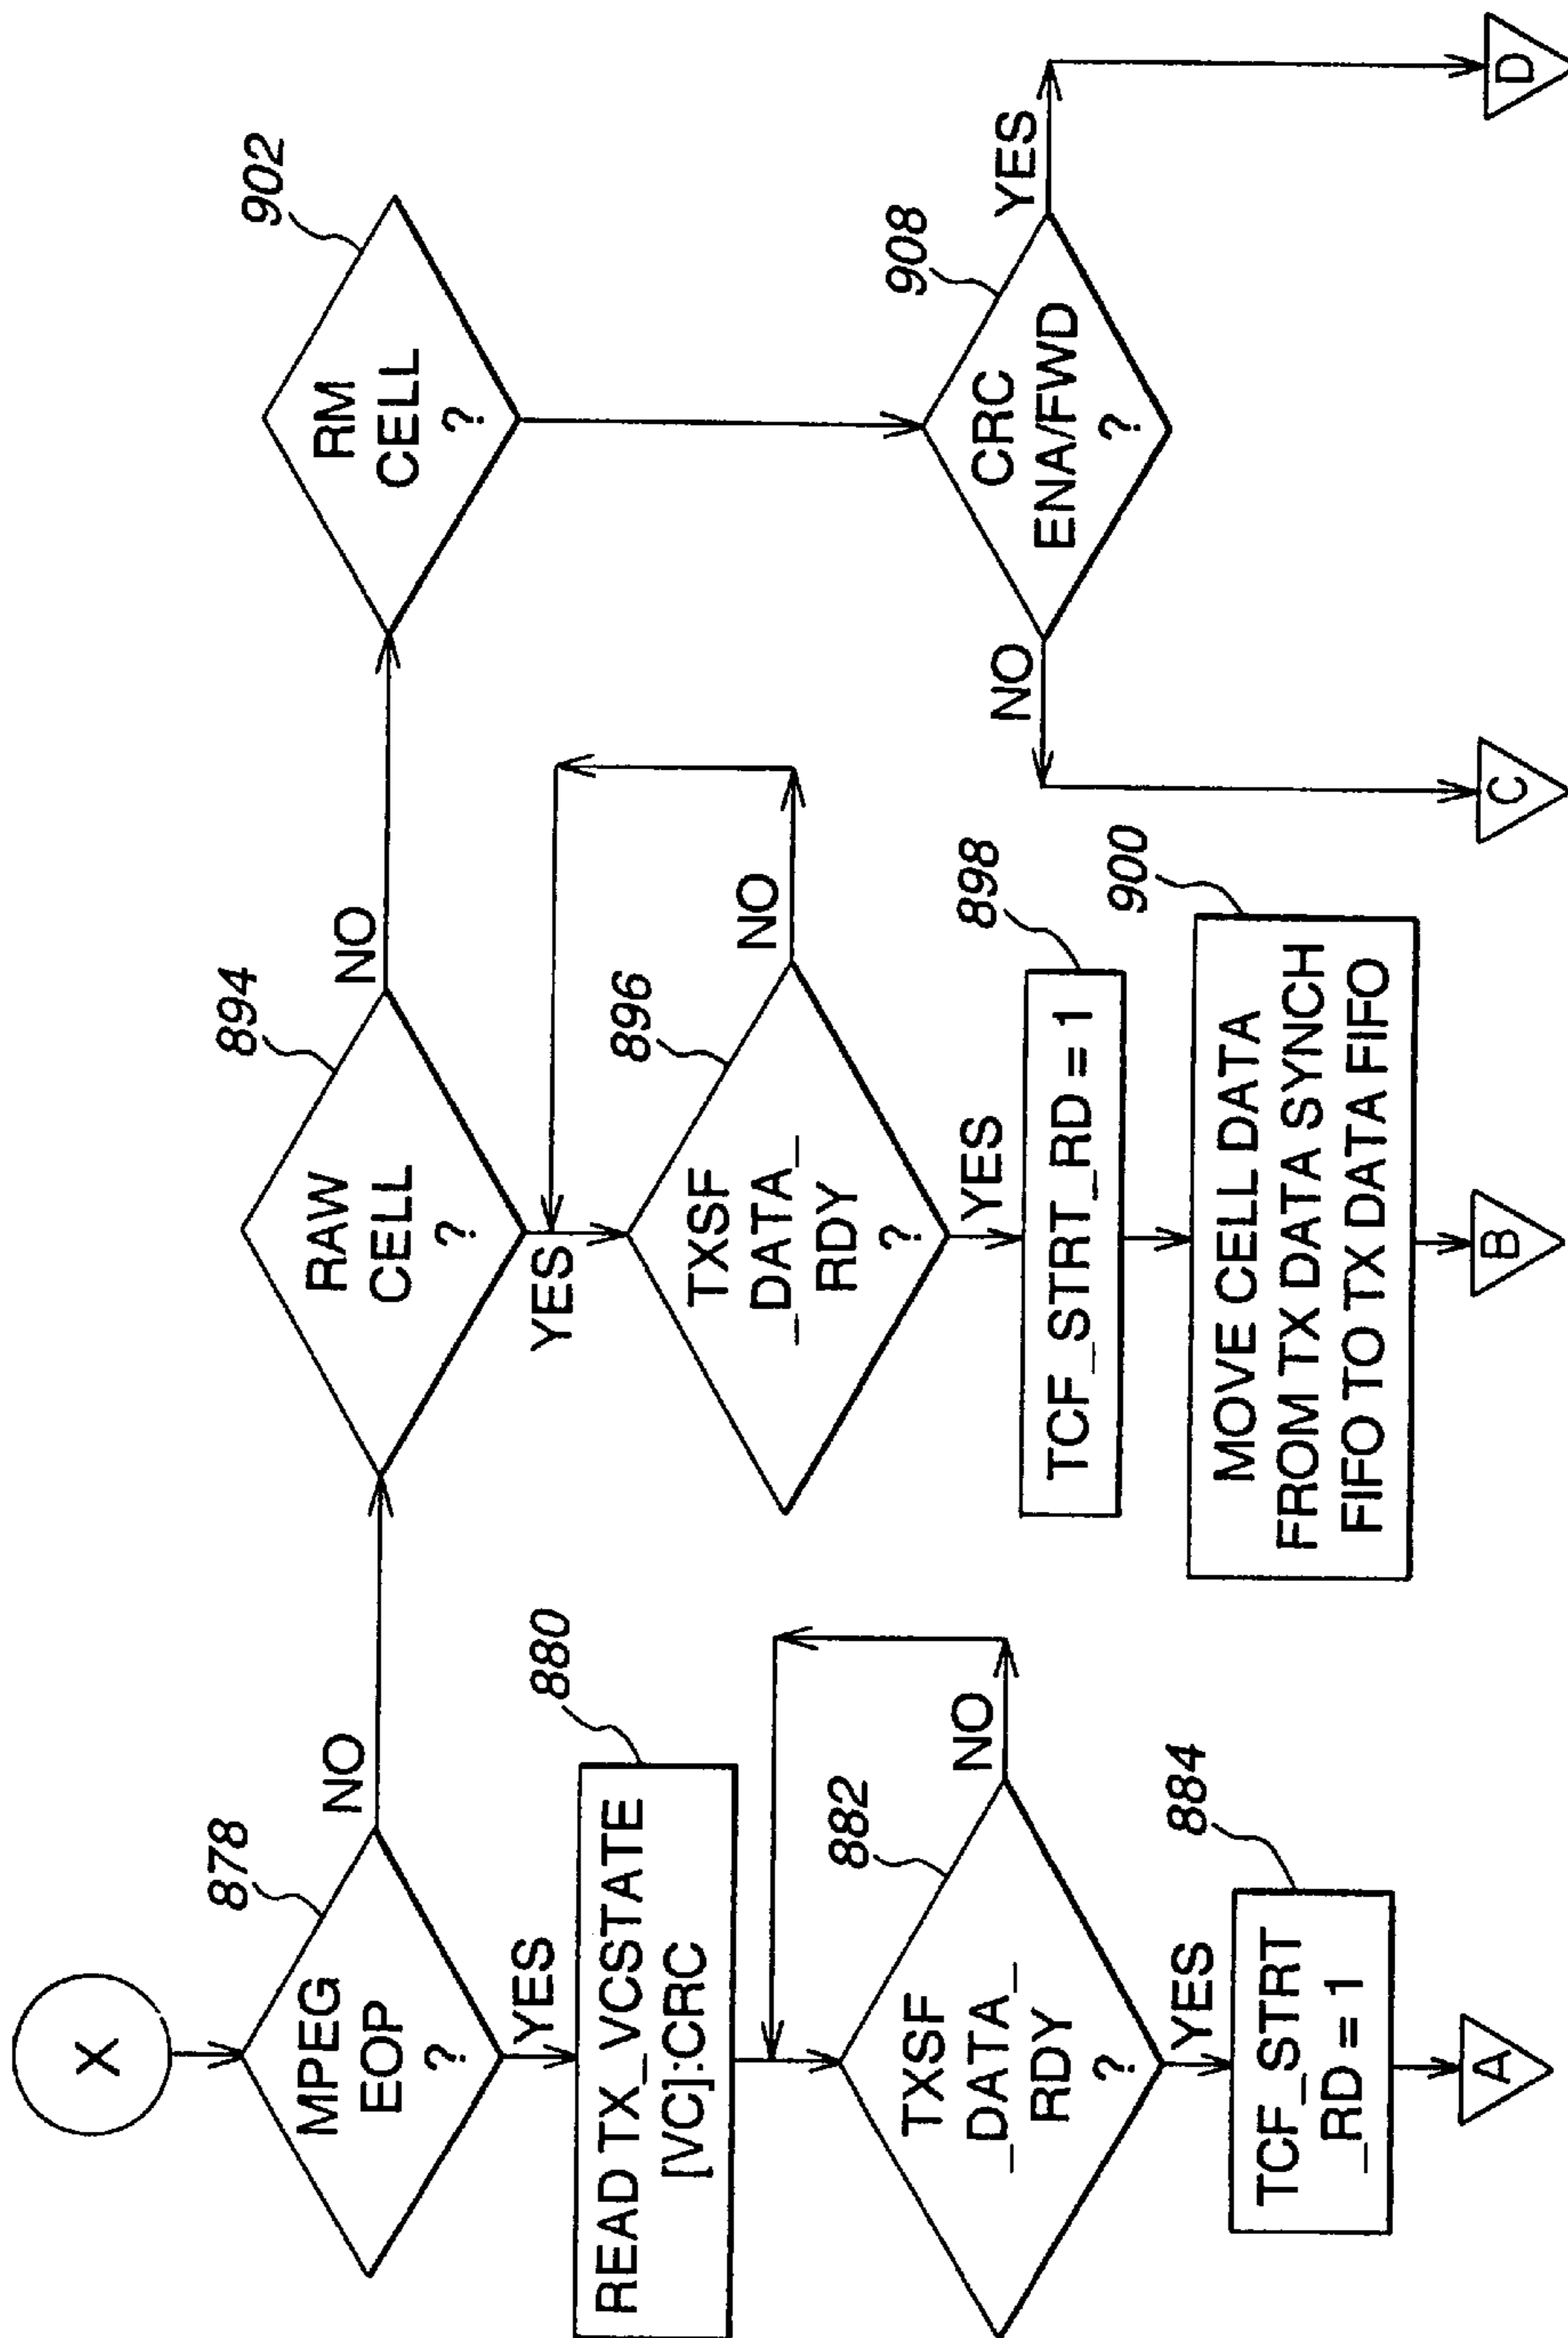 X
878
MPEG
EOP
?
NO
YES
880
READ TX_VCSTATE
[VC]:CRC
882
TXSF
_DATA_
RDY
?
NO
YES
884
TCF_STRT
_RD = 1
A
894
RAW
CELL
?
NO
YES
896
TXSF
_DATA_
RDY
?
NO
YES
898
TCF_STRT_RD = 1
900
MOVE CELL DATA
FROM TX DATA SYNCH
FIFO TO TX DATA FIFO
B
902
RM
CELL
?
908
CRC
ENA/FWD
?
NO
YES
C
D